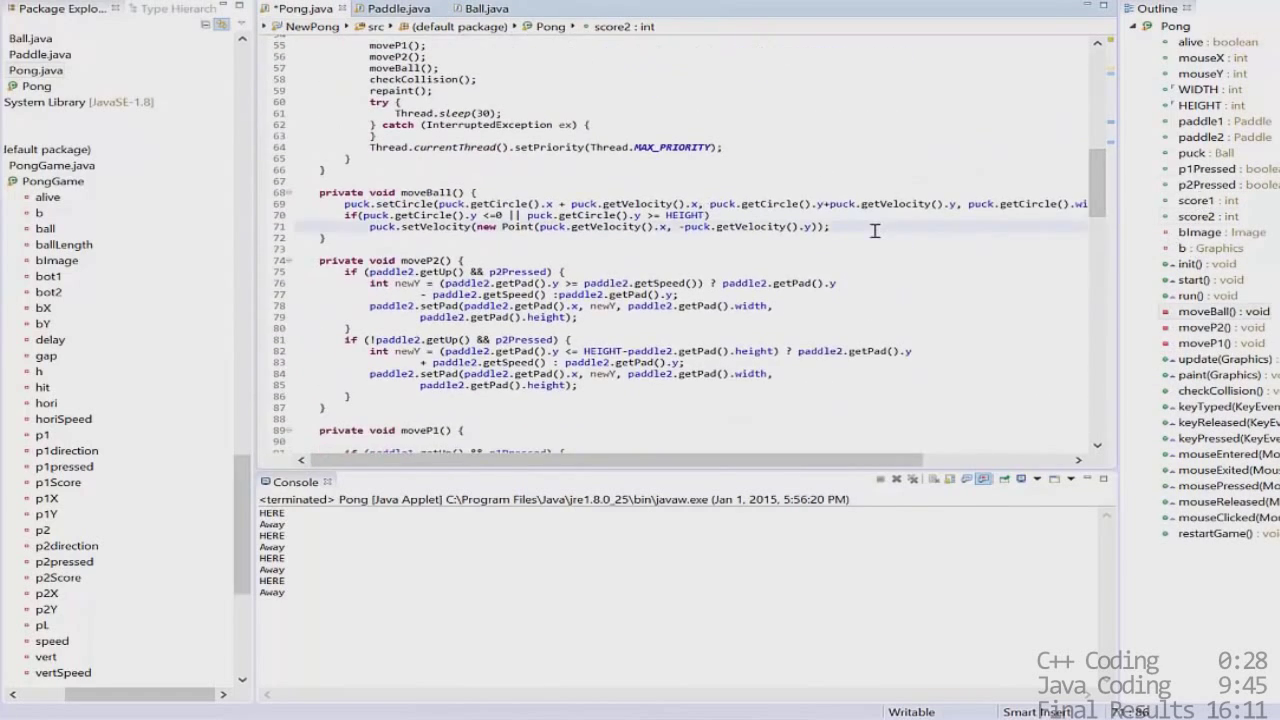 Package Explo...
Type Hierarch
Ball.java
Paddle.java
Pong.java
Pong
System Library [JavaSE-1.8]
(default package)
PongGame.java
PongGame
alive
b
ball
ballLength
bImage
bot1
bot2
bX
bY
delay
gap
h
hit
hori
horiSpeed
p1
p1direction
p1pressed
p1Score
p1X
p1Y
p2
p2direction
p2pressed
p2Score
p2X
p2Y
pL
speed
vert
vertSpeed
*Pong.java
Paddle.java
Ball.java
NewPong
src
(default package)
Pong
score2 : int
55 moveP1();
56 moveP2();
57 moveBall();
58 checkCollision();
59 repaint();
60 try {
61 Thread.sleep(30);
62 } catch (InterruptedException ex) {
63 }
64 Thread.currentThread().setPriority(Thread.MAX_PRIORITY);
65 }
66 }
67
68 private void moveBall() {
69 puck.setCircle(puck.getCircle().x + puck.getVelocity().x, puck.getCircle().y+puck.getVelocity().y, puck.getCircle().wi
70 if(puck.getCircle().y <=0 || puck.getCircle().y >= HEIGHT)
71 puck.setVelocity(new Point(puck.getVelocity().x, -puck.getVelocity().y));
72 }
73
74 private void moveP2() {
75 if (paddle2.getUp() && p2Pressed) {
76 int newY = (paddle2.getPad().y >= paddle2.getSpeed()) ? paddle2.getPad().y
77 - paddle2.getSpeed() :paddle2.getPad().y;
78 paddle2.setPad(paddle2.getPad().x, newY, paddle2.getPad().width,
79 paddle2.getPad().height);
80 }
81 if (!paddle2.getUp() && p2Pressed) {
82 int newY = (paddle2.getPad().y <= HEIGHT-paddle2.getPad().height) ? paddle2.getPad().y
83 + paddle2.getSpeed() : paddle2.getPad().y;
84 paddle2.setPad(paddle2.getPad().x, newY, paddle2.getPad().width,
85 paddle2.getPad().height);
86 }
87 }
88
89 private void moveP1() {
90
Console
<terminated> Pong [Java Applet] C:\Program Files\Java\jre1.8.0_25\bin\javaw.exe (Jan 1, 2015, 5:56:20 PM)
HERE
Away
HERE
Away
HERE
Away
HERE
Away
Outline
Pong
alive : boolean
mouseX : int
mouseY : int
WIDTH : int
HEIGHT : int
paddle1 : Paddle
paddle2 : Paddle
puck : Ball
p1Pressed : boolean
p2Pressed : boolean
score1 : int
score2 : int
bImage : Image
b : Graphics
init() : void
start() : void
run() : void
moveBall() : void
moveP2() : void
moveP1() : void
update(Graphics)
paint(Graphics) :
checkCollision() :
keyTyped(KeyEven
keyReleased(KeyEv
keyPressed(KeyEve
mouseEntered(Mo
mouseExited(Mou
mousePressed(Mo
mouseReleased(M
mouseClicked(Mou
restartGame() : vo
C++ Coding 0:28
Java Coding 9:45
Final Results 16:11
Writable
Smart Insert